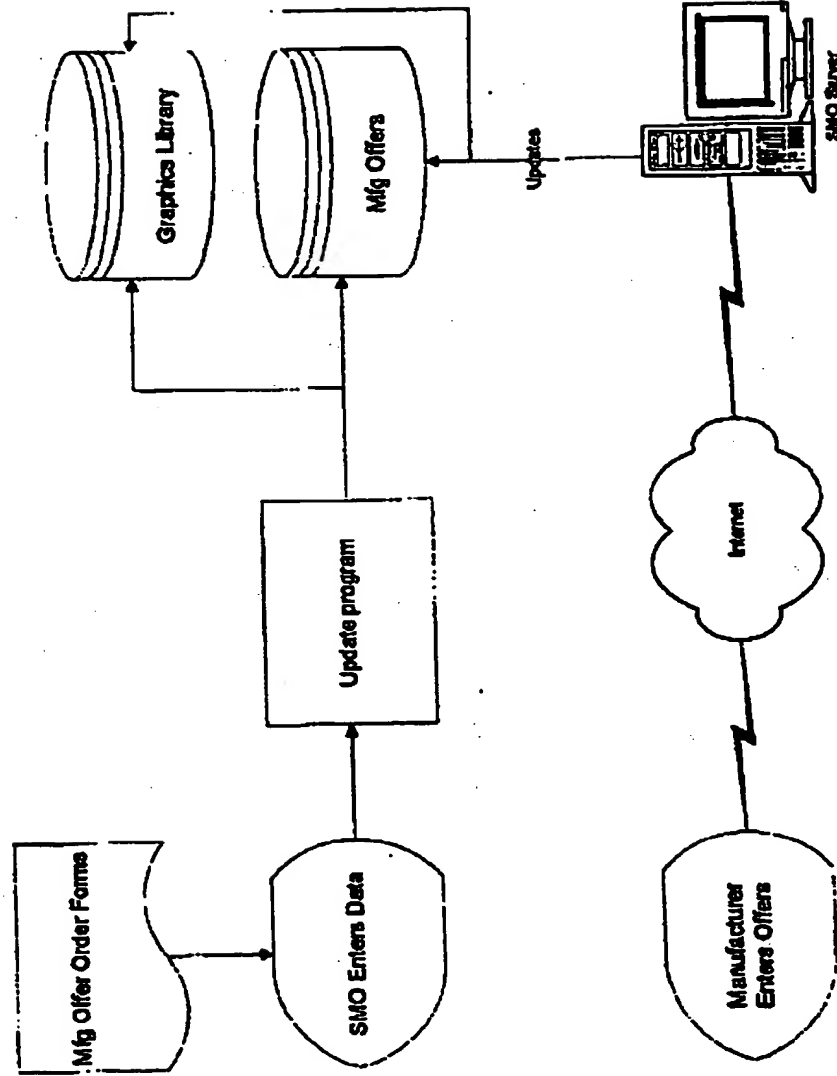 Mfg Offer Order Forms
SMO Enters Data
Update program
Graphics Library
Mfg Offers
Updates
Manufacturer
Enters Offers
Internet
SMO Server